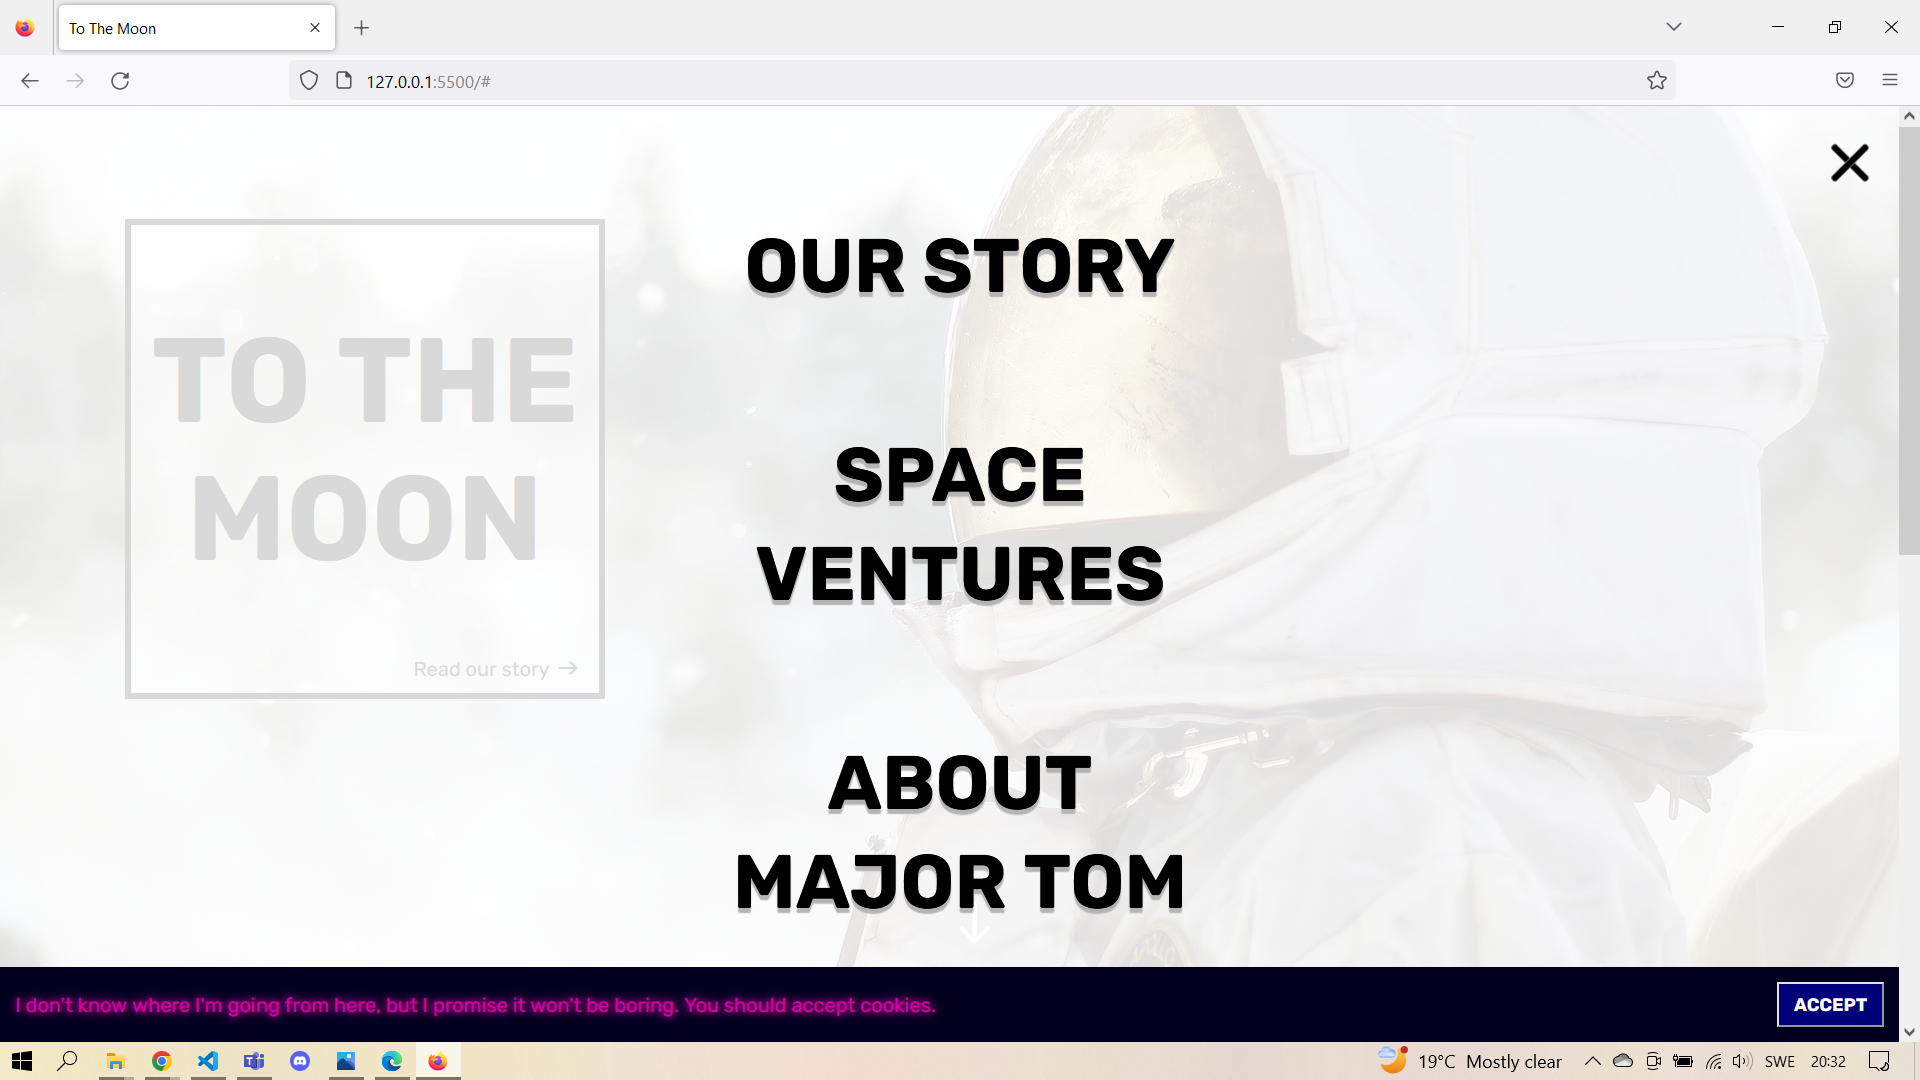 To The Moon
127.0.0.1:5500/#
OUR STORY
TO THE
MOON
SPACE
VENTURES
Read our story →
ABOUT
MAJOR TOM
I don't know where I'm going from here, but I promise it won't be boring. You should accept cookies.
ACCEPT
19°C Mostly clear
SWE
20:32